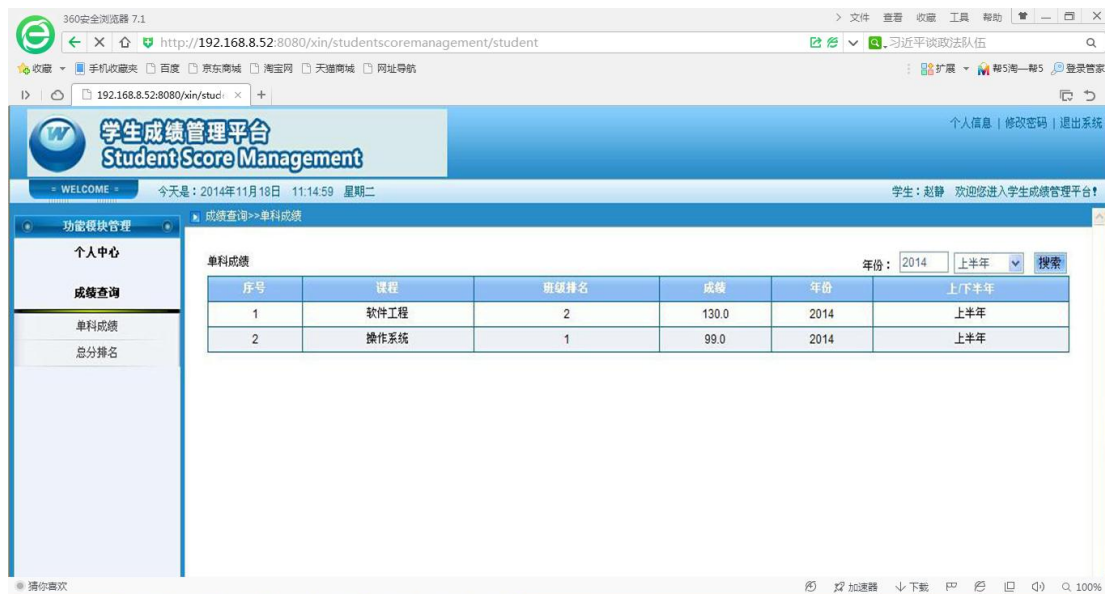 360安全浏览器 7.1
文件 查看 收藏 工具 帮助
http://192.168.8.52:8080/xin/studentscoremanagement/student
习近平谈政法队伍
收藏 手机收藏夹 百度 京东商城 淘宝网 天猫商城 网址导航 扩展 帮5淘—帮5 登录管家
192.168.8.52:8080/xin/stud
W
学生成绩管理平台
Student Score Management
个人信息 | 修改密码 | 退出系统
WELCOME
今天是：2014年11月18日 11:14:59 星期二
学生：赵静 欢迎您进入学生成绩管理平台！
功能模块管理
成绩查询>>单科成绩
个人中心
成绩查询
单科成绩
总分排名
单科成绩
年份： 2014 上半年 搜索
序号 课程 班级排名 成绩 年份 上/下半年
1 软件工程 2 130.0 2014 上半年
2 操作系统 1 99.0 2014 上半年
猜你喜欢
加速器 下载 100%